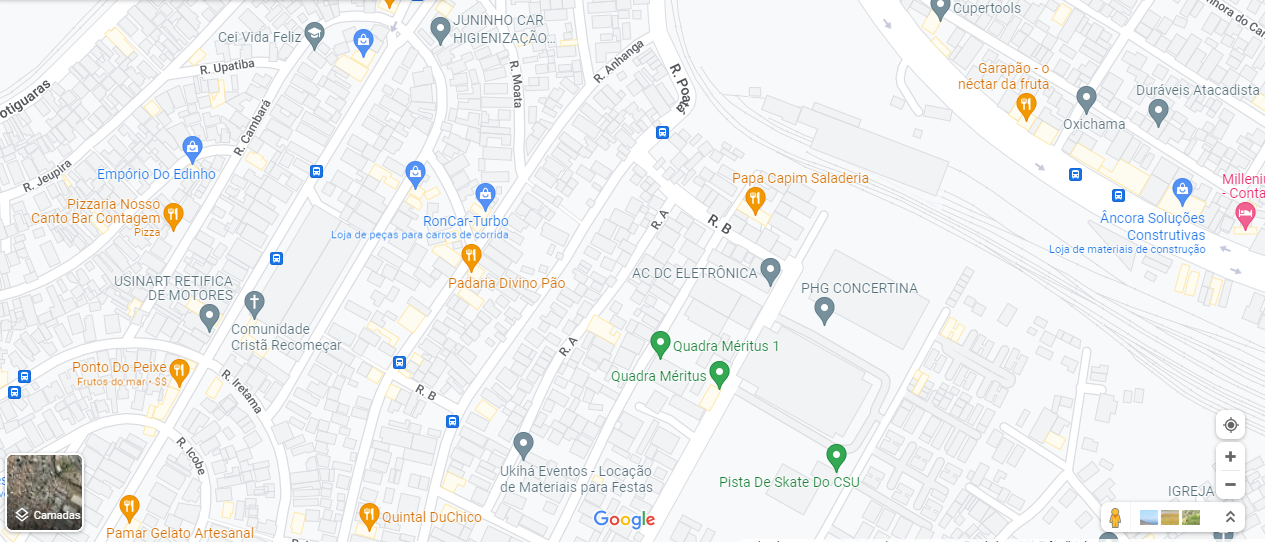 JUNINHO CAR
HIGIENIZAÇÃO...
Cei Vida Feliz
Cupertools
R. Upatiba
R. Moata
R. Anhanga
R. Poatã
Garapão - o
néctar da fruta
Duráveis Atacadista
Oxichama
otiguaras
R. Cambará
R. Jeupira
Empório Do Edinho
Pizzaria Nosso
Canto Bar Contagem
Pizza
RonCar-Turbo
Loja de peças para carros de corrida
Papa Capim Saladeria
R. A
R. B
Milleniu
- Conta
Âncora Soluções
Construtivas
Loja de materiais de construção
USINART RETIFICA
DE MOTORES
Padaria Divino Pão
AC DC ELETRÔNICA
PHG CONCERTINA
Comunidade
Cristã Recomeçar
R. A
Quadra Méritus 1
Quadra Méritus
Ponto Do Peixe
Frutos do mar • $$
R. Iretama
R. B
R. Icobe
Ukihá Eventos - Locação
de Materiais para Festas
Pista De Skate Do CSU
IGREJA
Camadas
Google
Quintal DuChico
Pamar Gelato Artesanal